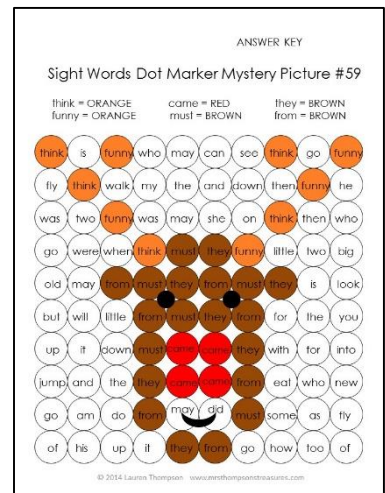 ANSWER KEY
Sight Words Dot Marker Mystery Picture #59
think = ORANGE came = RED they = BROWN
funny = ORANGE must = BROWN from = BROWN
think is funny who may can see think go funny
fly think walk my the and down then funny he
was two funny was may she on think then who
go were when think must they funny little two big
old may from must they from must they is look
but will little from must they from for the you
up it down must came came they with for into
jump and the they came came from eat who new
go am do from may did must some as fly
of his up it they from go how too of
© 2014 Lauren Thompson www.mrsthompsonstreasures.com